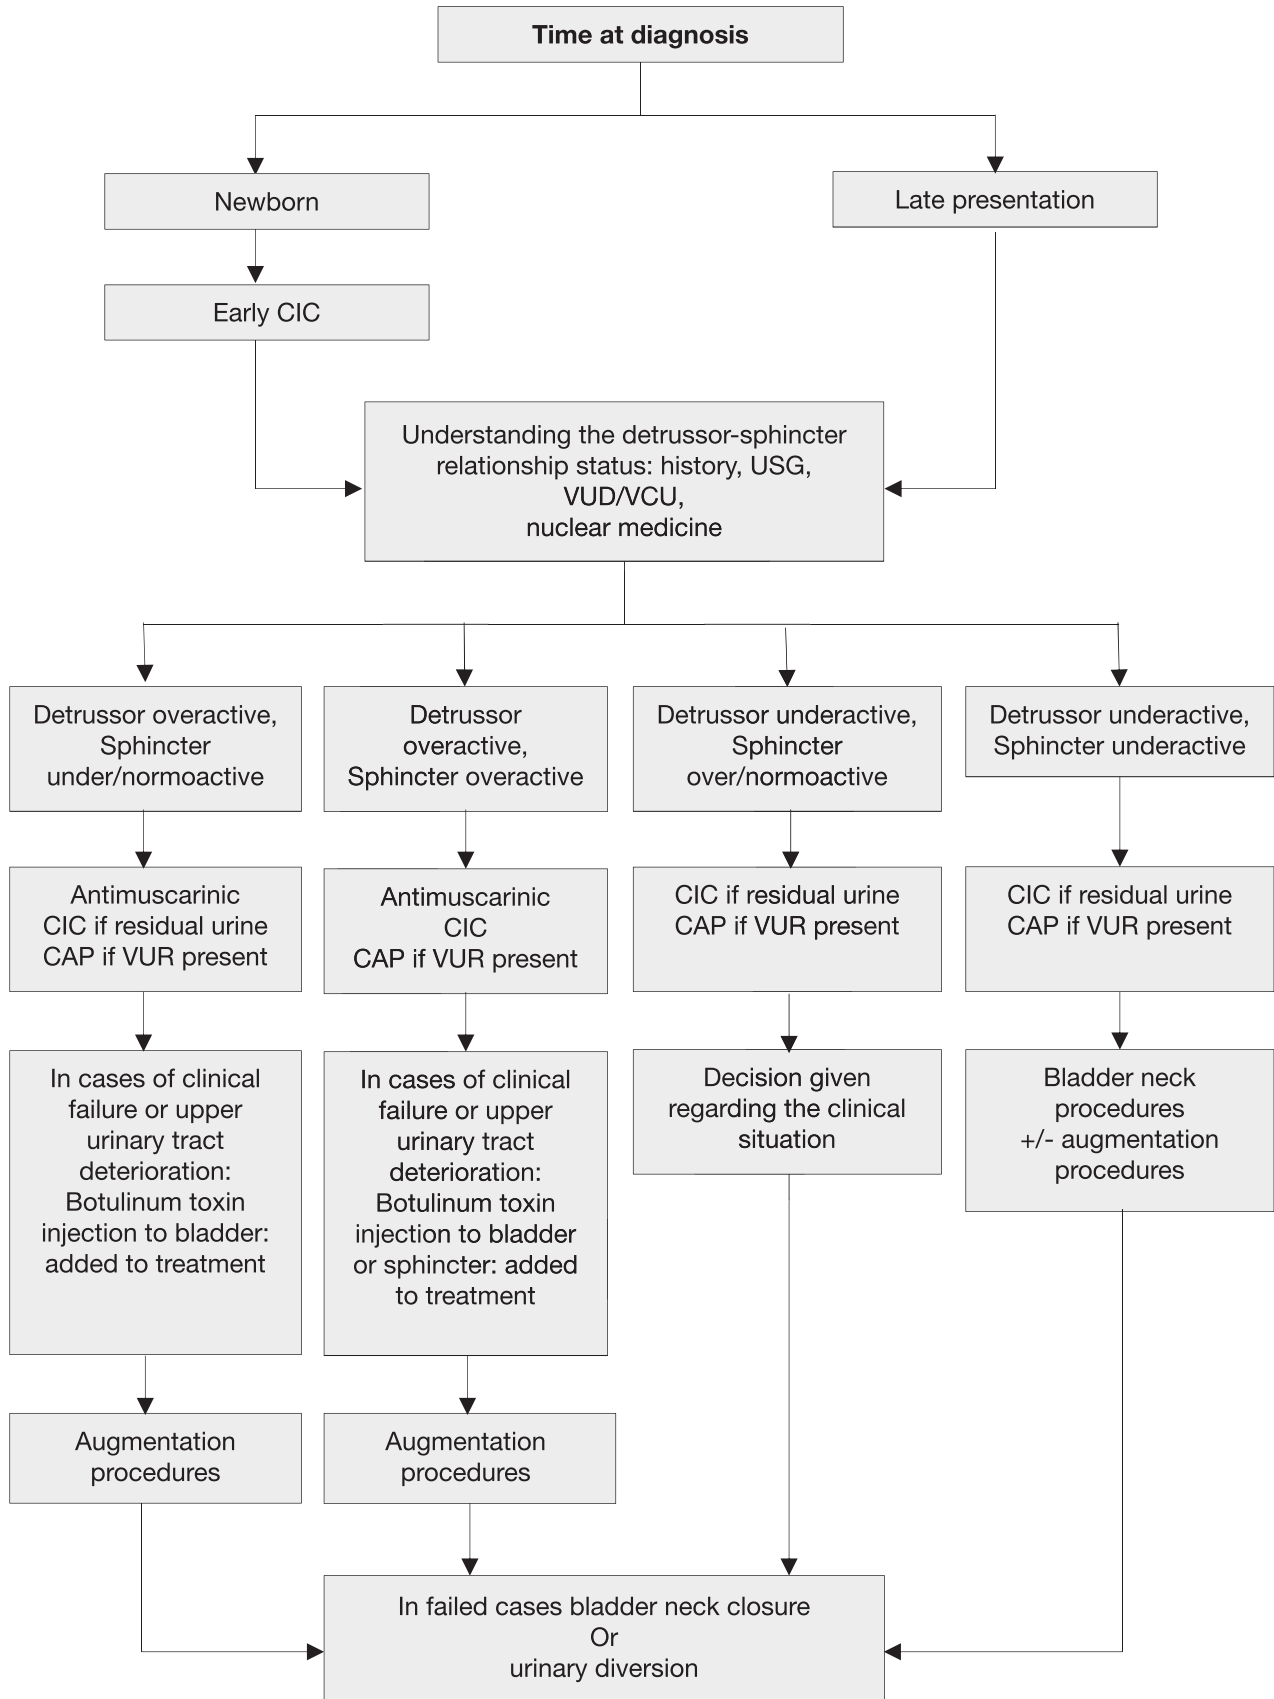 Time at diagnosis
Newborn
Late presentation
Early CIC
Understanding the detrussor-sphincter
relationship status: history, USG,
VUD/VCU,
nuclear medicine
Detrussor overactive,
Sphincter
under/normoactive
Detrussor
overactive,
Sphincter overactive
Detrussor underactive,
Sphincter
over/normoactive
Detrussor underactive,
Sphincter underactive
Antimuscarinic
CIC if residual urine
CAP if VUR present
Antimuscarinic
CIC
CAP if VUR present
CIC if residual urine
CAP if VUR present
CIC if residual urine
CAP if VUR present
In cases of clinical
failure or upper
urinary tract
deterioration:
Botulinum toxin
injection to bladder:
added to treatment
In cases of clinical
failure or upper
urinary tract
deterioration:
Botulinum toxin
injection to bladder
or sphincter: added
to treatment
Decision given
regarding the clinical
situation
Bladder neck
procedures
+/- augmentation
procedures
Augmentation
procedures
Augmentation
procedures
In failed cases bladder neck closure
Or
urinary diversion